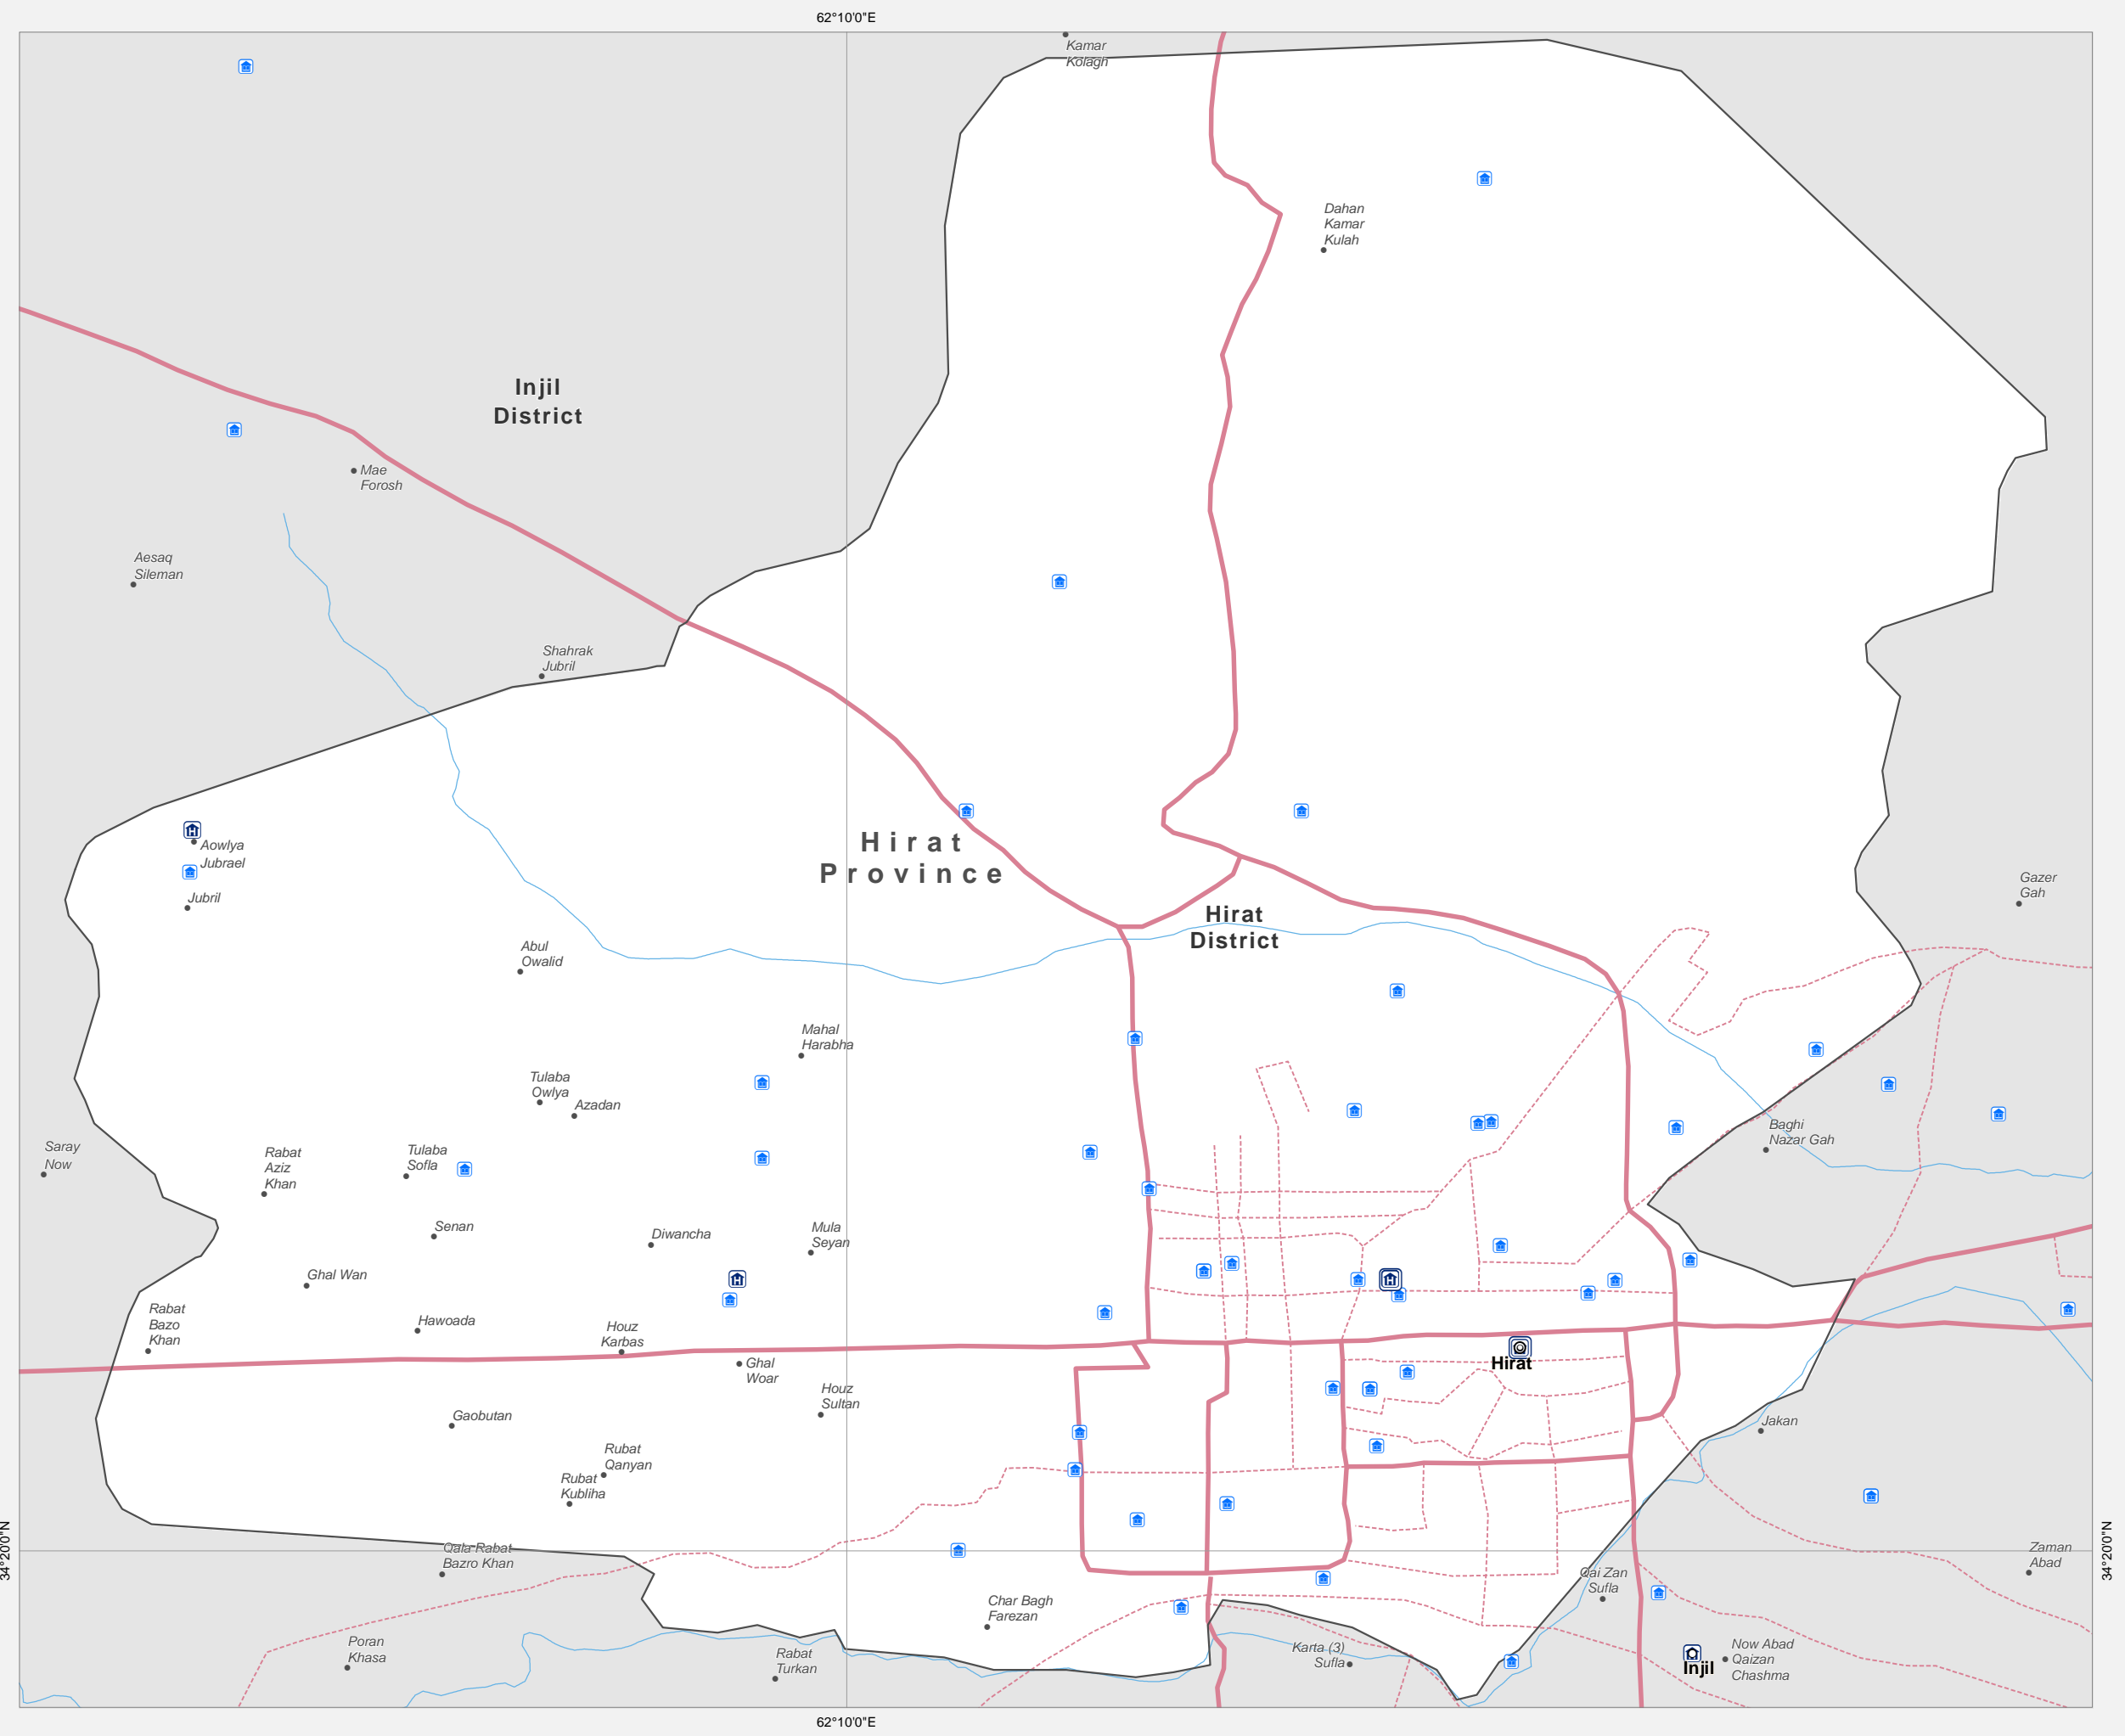 62°10'0"E
Kamar
Kolagh
Dahan
Kamar
Kulah
Injil
District
Mae
Forosh
Aesaq
Sileman
Shahrak
Jubril
Hirat
Province
Aowlya
Jubrael
Jubril
Gazer
Gah
Hirat
District
Abul
Owalid
Mahal
Harabha
Tulaba
Owlya
Azadan
Baghi
Nazar Gah
Saray
Now
Rabat
Aziz
Khan
Tulaba
Sofla
Senan
Diwancha
Mula
Seyan
Ghal Wan
Rabat
Bazo
Khan
Hawoada
Houz
Karbas
Ghal
Woar
Hirat
Houz
Sultan
Gaobutan
Jakan
Rubat
Qanyan
Rubat
Kubliha
34°20'0"N
Qala Rabat
Bazro Khan
Zaman
Abad
34°20'0"N
Qai Zan
Sufla
Char Bagh
Farezan
Poran
Khasa
Rabat
Turkan
Karta (3)
Sufla
Injil
Now Abad
Qaizan
Chashma
62°10'0"E